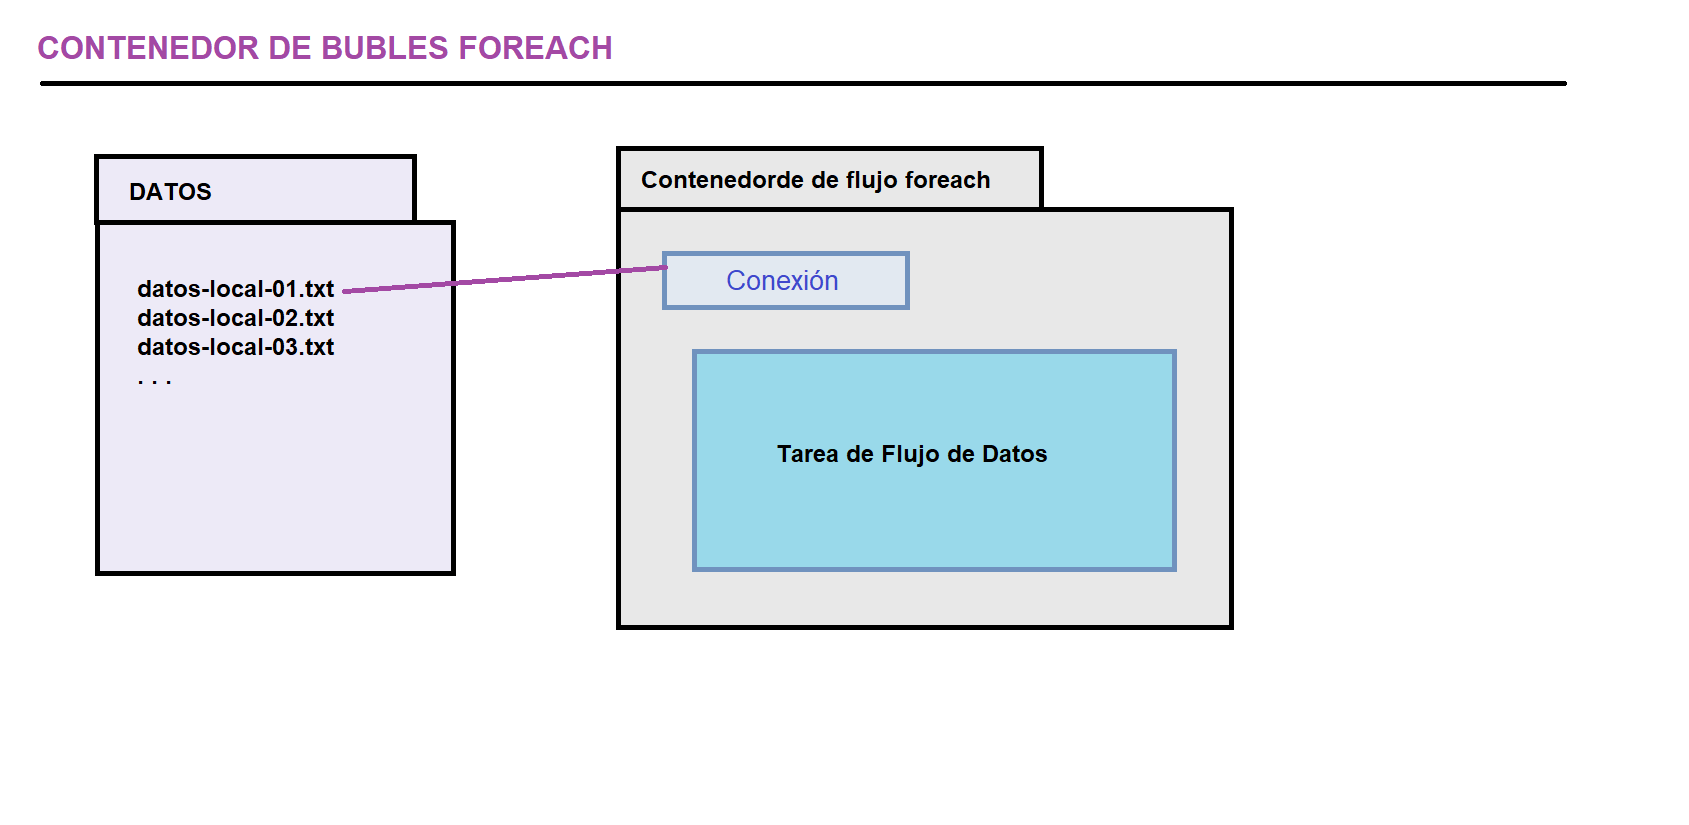 CONTENEDOR DE BUBLES FOREACH
DATOS
datos-local-01.txt
datos-local-02.txt
datos-local-03.txt
. . .
Contenedorde de flujo foreach
Conexión
Tarea de Flujo de Datos